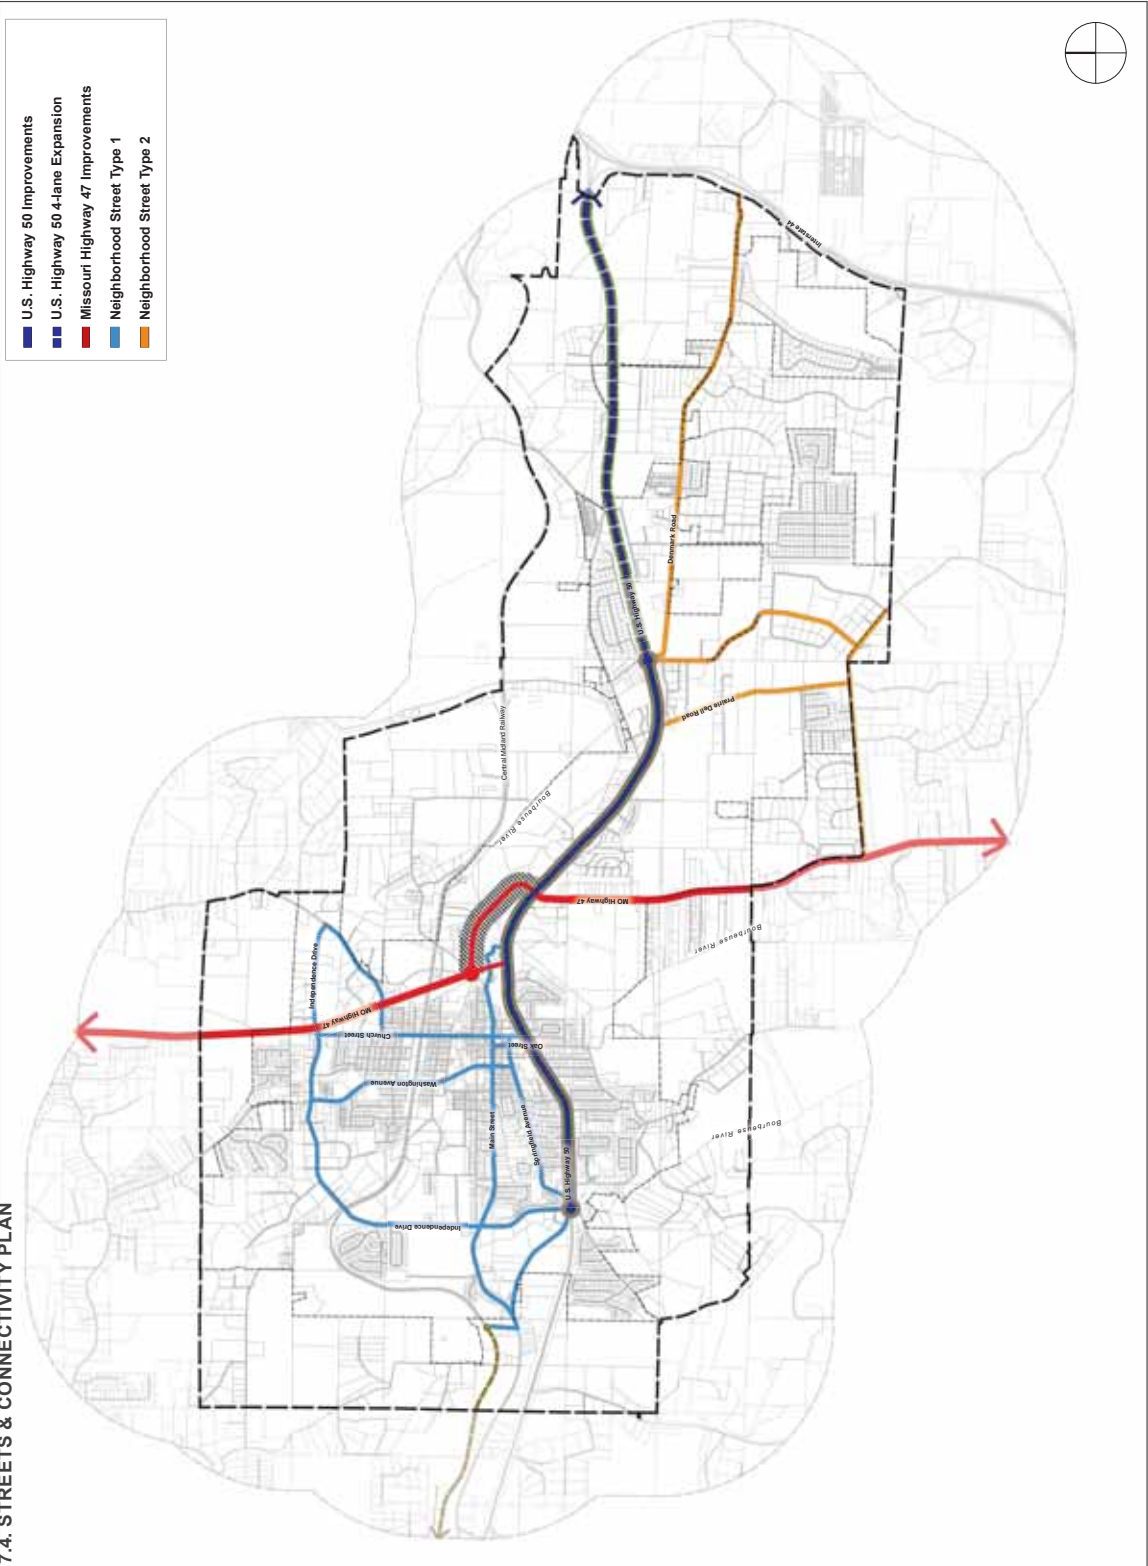 7.4. STREETS & CONNECTIVITY PLAN
U.S. Highway 50 Improvements
U.S. Highway 50 4-lane Expansion
Missouri Highway 47 Improvements
Neighborhood Street Type 1
Neighborhood Street Type 2
Independence Drive
MO Highway 47
Church Street
Washington Avenue
Independence Drive
Main Street
Springfield Avenue
Oak Street
U.S. Highway 50
Central Midland Railway
Bourbeuse River
MO Highway 47
Bourbeuse River
Bourbeuse River
Prairie Dell Road
U.S. Highway 50
Denmark Road
Interstate 44